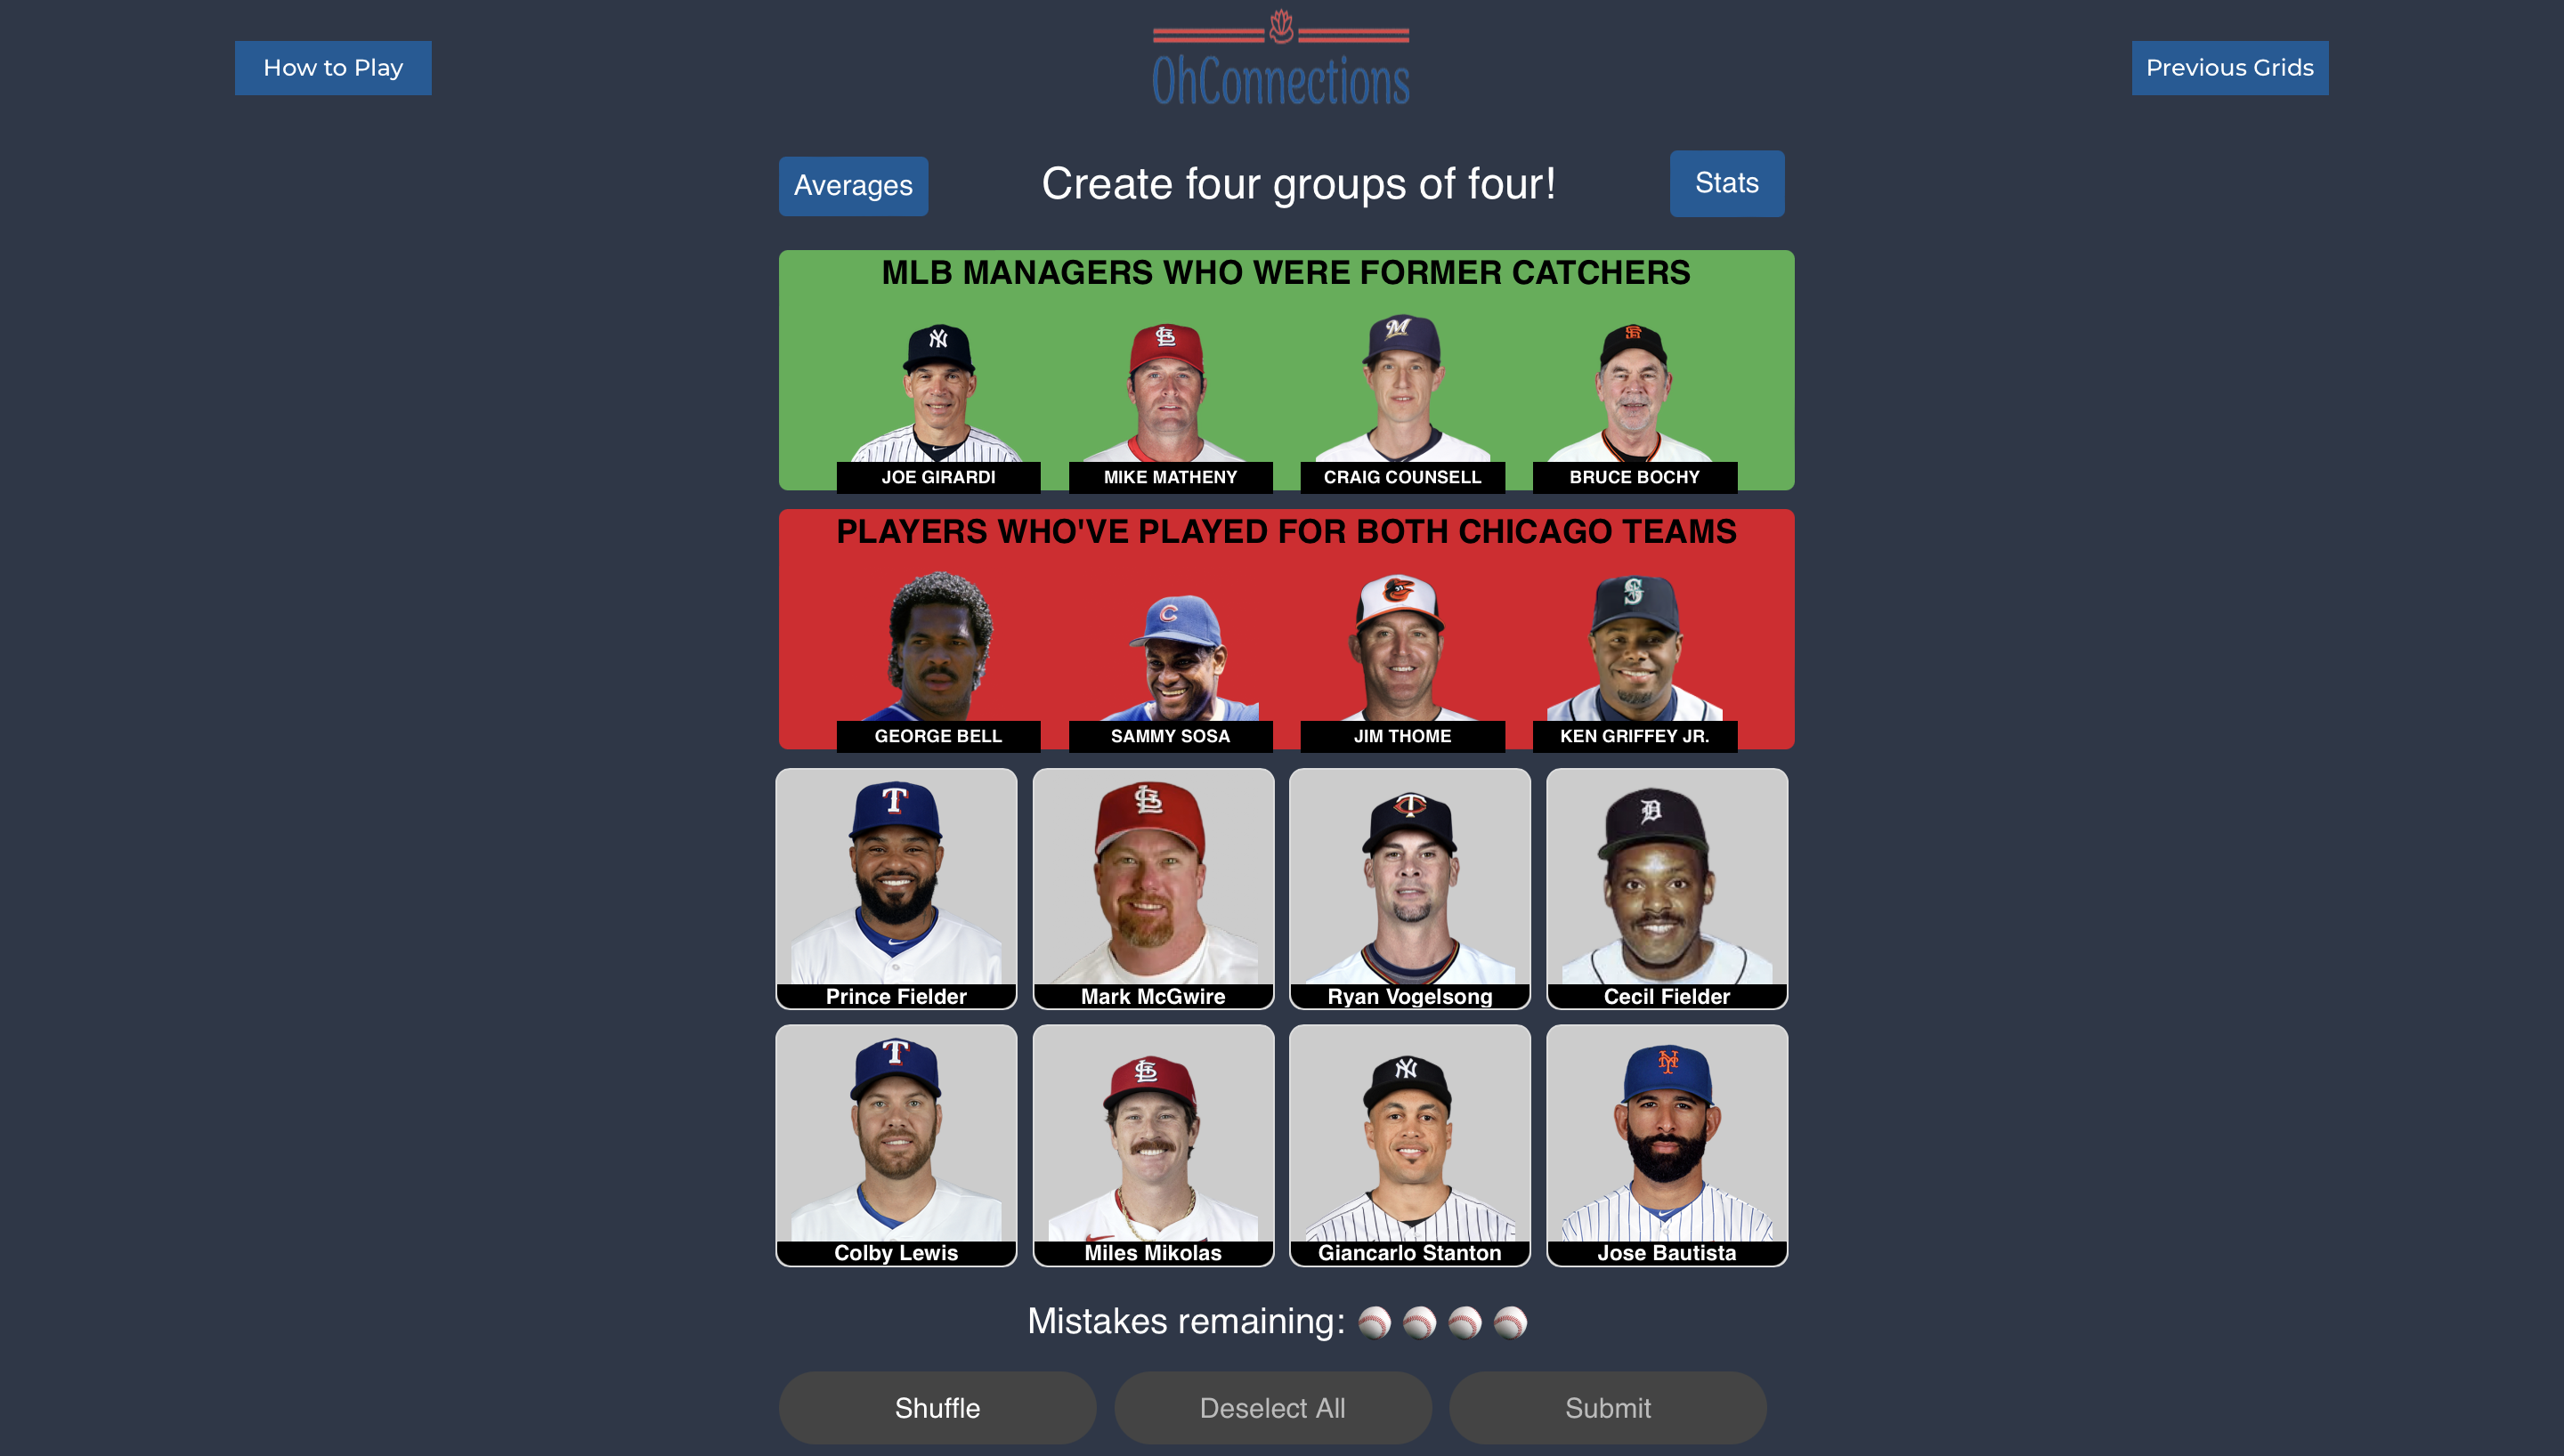 How to Play
OhConnections
Previous Grids
Averages
Create four groups of four!
Stats
MLB MANAGERS WHO WERE FORMER CATCHERS
JOE GIRARDI
MIKE MATHENY
CRAIG COUNSELL
BRUCE BOCHY
PLAYERS WHO'VE PLAYED FOR BOTH CHICAGO TEAMS
GEORGE BELL
SAMMY SOSA
JIM THOME
KEN GRIFFEY JR.
Prince Fielder
Mark McGwire
Ryan Vogelsong
Cecil Fielder
Colby Lewis
Miles Mikolas
Giancarlo Stanton
Jose Bautista
Mistakes remaining:
Shuffle
Deselect All
Submit